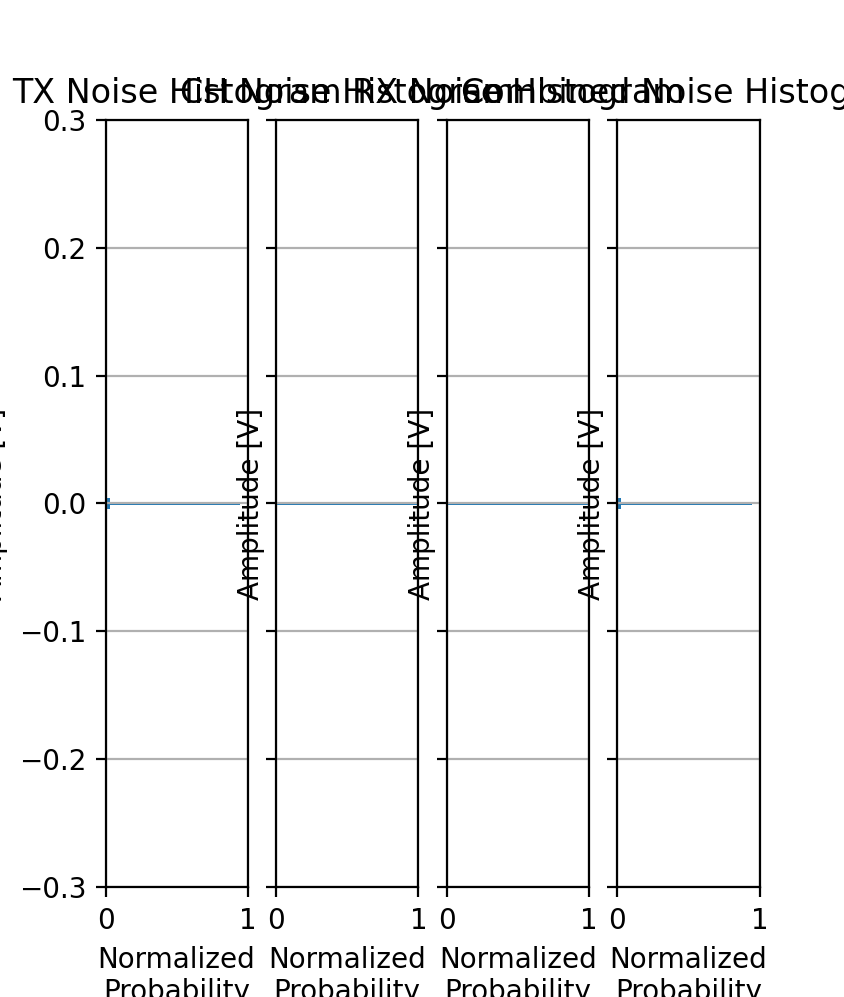 TX Noise Histogram
CH Noise Histogram
RX Noise Histogram
Combined Noise Histog
0.3
0.2
0.1
0.0
−0.1
−0.2
−0.3
Amplitude [V]
Amplitude [V]
Amplitude [V]
0 1
0 1
0 1
0 1
Normalized
Probability
Normalized
Probability
Normalized
Probability
Normalized
Probability